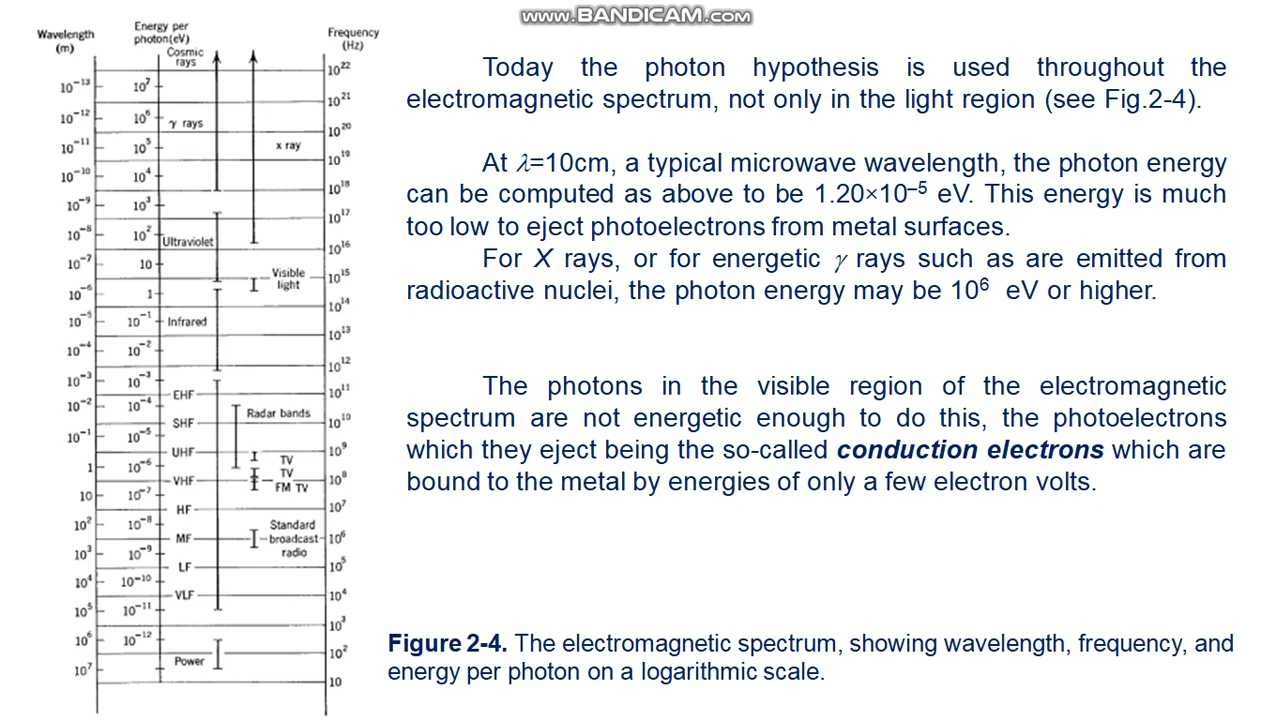 www.BANDICAM.com
Wavelength
(m)
Energy per
photon(eV)
Frequency
(Hz)
Cosmic
rays
10²²
10⁻¹³
10⁷
10²¹
10⁻¹²
10⁶
γ rays
10²⁰
10⁻¹¹
10⁵
x ray
10¹⁹
10⁻¹⁰
10⁴
10¹⁸
10⁻⁹
10³
10¹⁷
10⁻⁸
10²
Ultraviolet
10¹⁶
10⁻⁷
10
Visible
light
10¹⁵
10⁻⁶
1
10¹⁴
10⁻⁵
10⁻¹
Infrared
10¹³
10⁻⁴
10⁻²
10¹²
10⁻³
10⁻³
EHF
10¹¹
10⁻²
10⁻⁴
Radar bands
SHF
10¹⁰
10⁻¹
10⁻⁵
UHF
10⁹
TV
1
10⁻⁶
TV
VHF
10⁸
FM TV
10
10⁻⁷
HF
10⁷
10²
10⁻⁸
Standard
broadcast
radio
MF
10⁶
10³
10⁻⁹
LF
10⁵
10⁴
10⁻¹⁰
VLF
10⁴
10⁵
10⁻¹¹
10³
10⁶
10⁻¹²
10²
Power
10⁷
10
Today the photon hypothesis is used throughout the
electromagnetic spectrum, not only in the light region (see Fig.2-4).
At λ=10cm, a typical microwave wavelength, the photon energy
can be computed as above to be 1.20×10⁻⁵ eV. This energy is much
too low to eject photoelectrons from metal surfaces.
For X rays, or for energetic γ rays such as are emitted from
radioactive nuclei, the photon energy may be 10⁶ eV or higher.
The photons in the visible region of the electromagnetic
spectrum are not energetic enough to do this, the photoelectrons
which they eject being the so-called conduction electrons which are
bound to the metal by energies of only a few electron volts.
Figure 2-4. The electromagnetic spectrum, showing wavelength, frequency, and
energy per photon on a logarithmic scale.